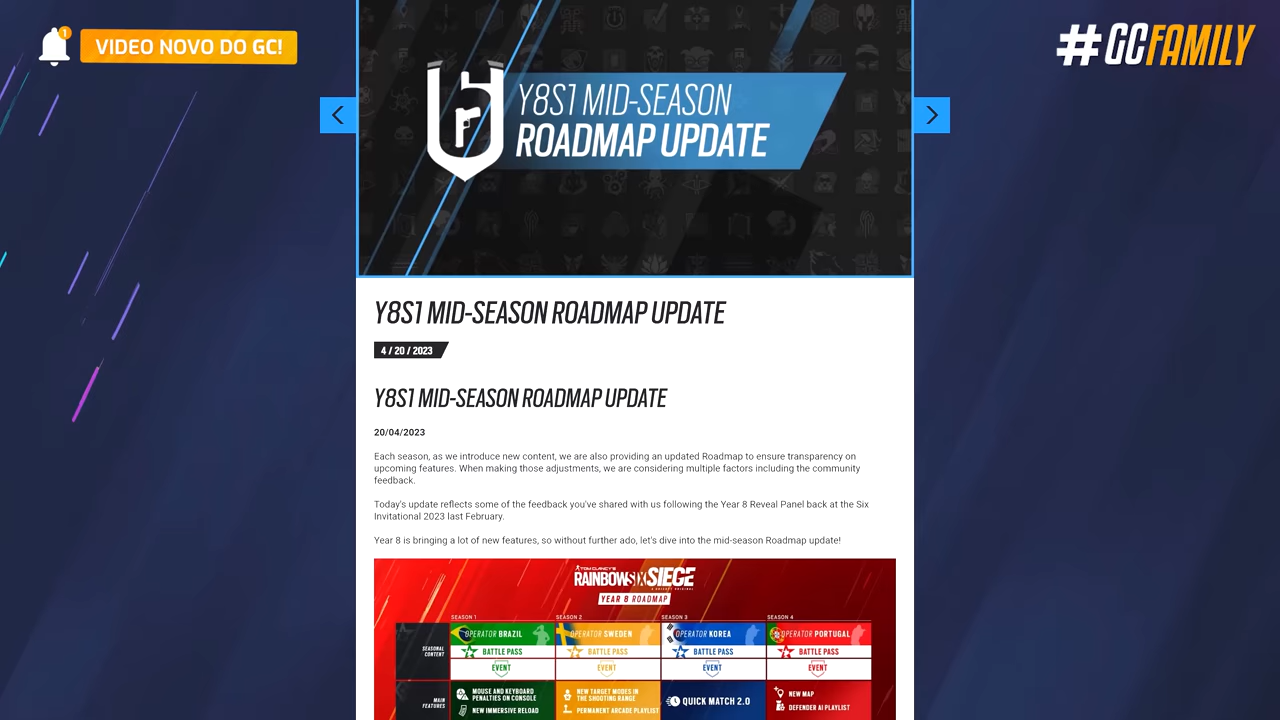 1
VIDEO NOVO DO GC!
#GCFAMILY
Y8S1 MID-SEASON
ROADMAP UPDATE
Y8S1 MID-SEASON ROADMAP UPDATE
4 / 20 / 2023
Y8S1 MID-SEASON ROADMAP UPDATE
20/04/2023
Each season, as we introduce new content, we are also providing an updated Roadmap to ensure transparency on
upcoming features. When making those adjustments, we are considering multiple factors including the community
feedback.
Today's update reflects some of the feedback you've shared with us following the Year 8 Reveal Panel back at the Six
Invitational 2023 last February.
Year 8 is bringing a lot of new features, so without further ado, let's dive into the mid-season Roadmap update!
TOM CLANCY'S
RAINBOW SIX SIEGE
YEAR 8 ROADMAP
SEASON 1 SEASON 2 SEASON 3 SEASON 4
SEASONAL
CONTENT
OPERATOR BRAZIL OPERATOR SWEDEN OPERATOR KOREA OPERATOR PORTUGAL
BATTLE PASS BATTLE PASS BATTLE PASS BATTLE PASS
EVENT EVENT EVENT EVENT
MAIN
FEATURES
MOUSE AND KEYBOARD
PENALTIES ON CONSOLE
NEW IMMERSIVE RELOAD
NEW TARGET MODES IN
THE SHOOTING RANGE
PERMANENT ARCADE PLAYLIST
QUICK MATCH 2.0
NEW MAP
DEFENDER AI PLAYLIST